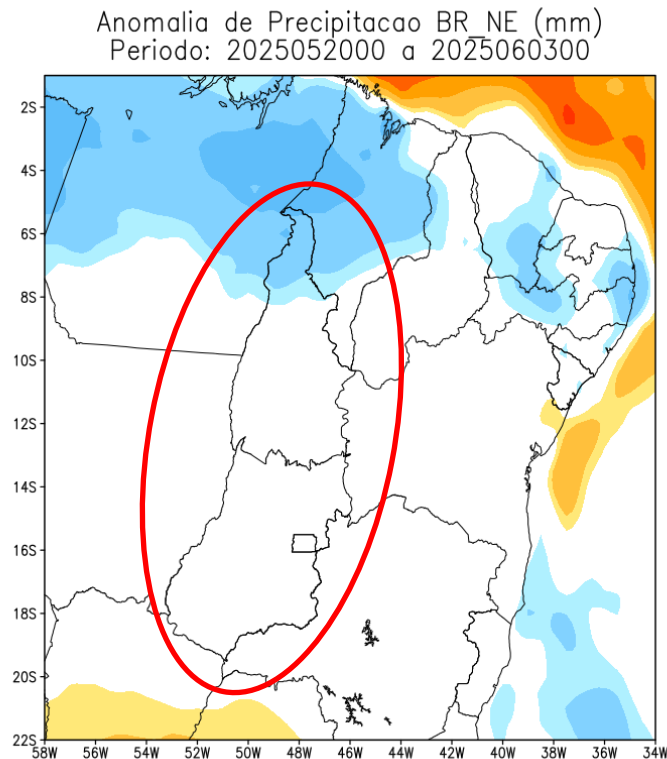 Anomalia de Precipitacao BR_NE (mm)
Periodo: 2025052000 a 2025060300
2S
4S
6S
8S
10S
12S
14S
16S
18S
20S
22S
58W 56W 54W 52W 50W 48W 46W 44W 42W 40W 38W 36W 34W